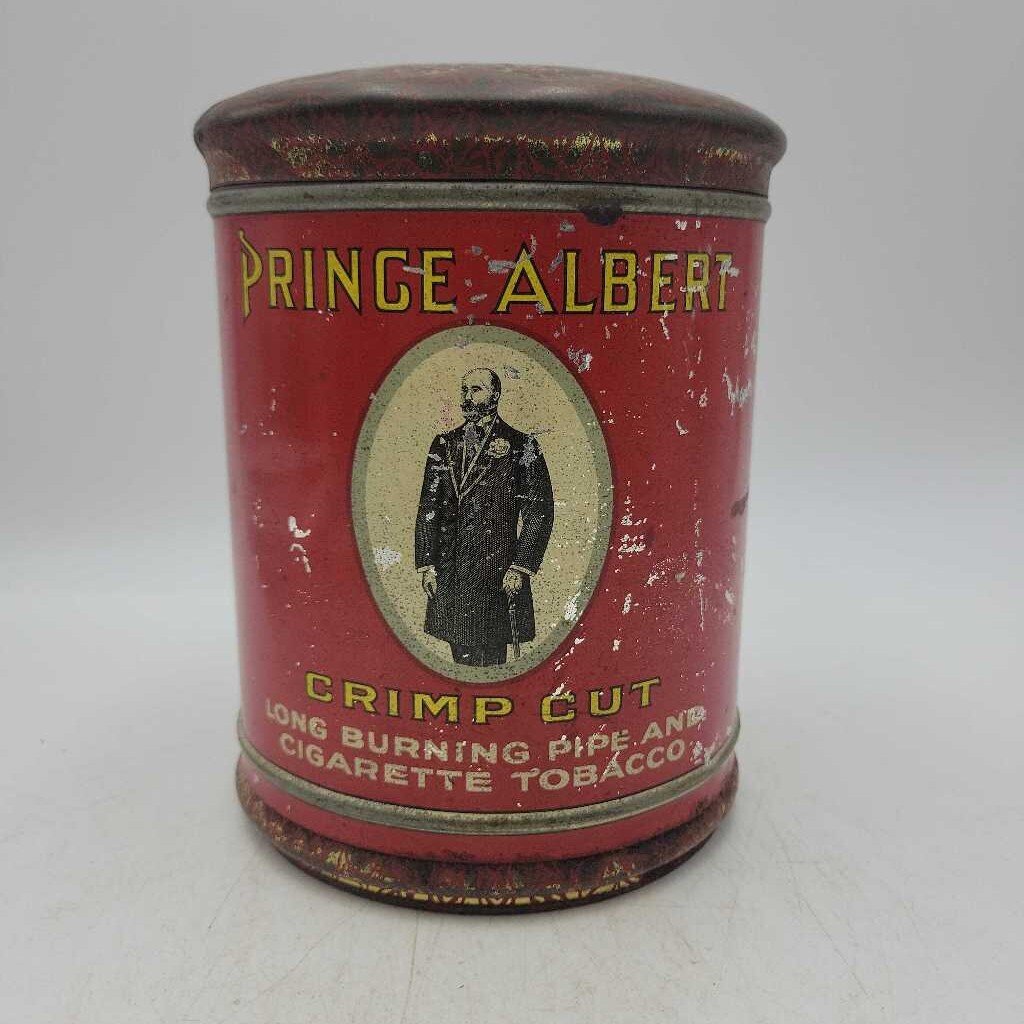 PRINCE ALBERT
CRIMP CUT
LONG BURNING PIPE AND
CIGARETTE TOBACCO